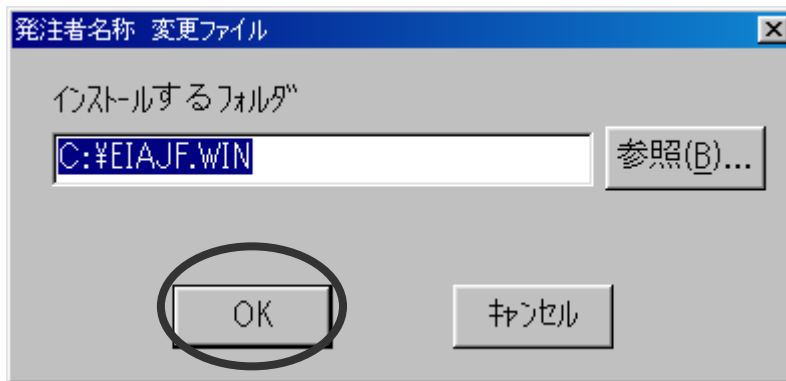 発注者名称 変更ファイル
インストールするフォルダ
C:¥EIAJF.WIN
参照(B)...
OK
キャンセル